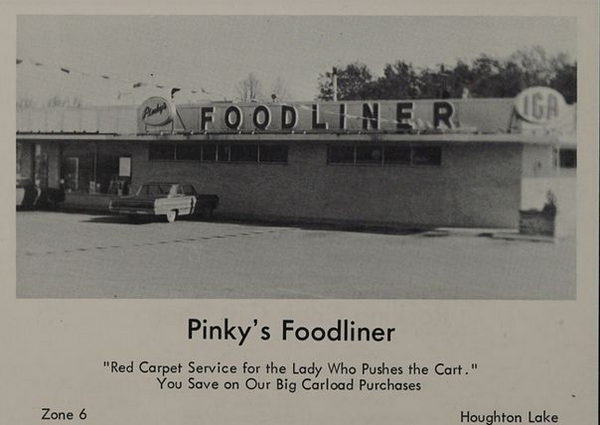 Pinky's
FOODLINER
IGA
Pinky's Foodliner
"Red Carpet Service for the Lady Who Pushes the Cart."
You Save on Our Big Carload Purchases
Zone 6
Houghton Lake